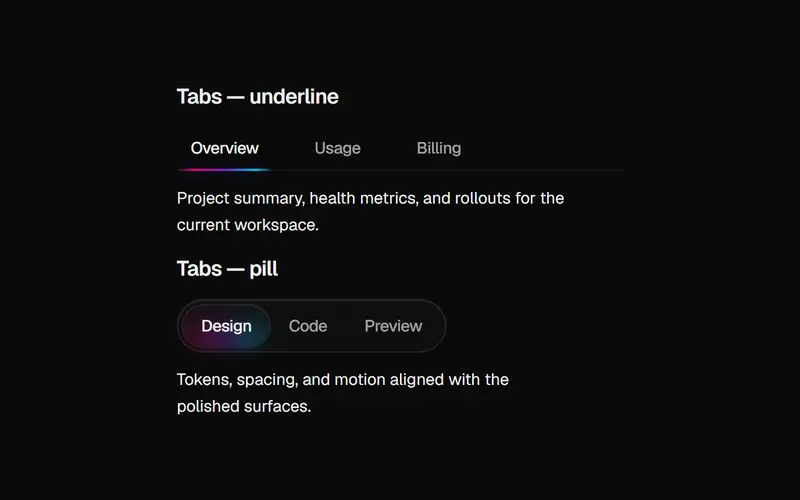 Tabs — underline
Overview Usage Billing
Project summary, health metrics, and rollouts for the
current workspace.
Tabs — pill
Design Code Preview
Tokens, spacing, and motion aligned with the
polished surfaces.